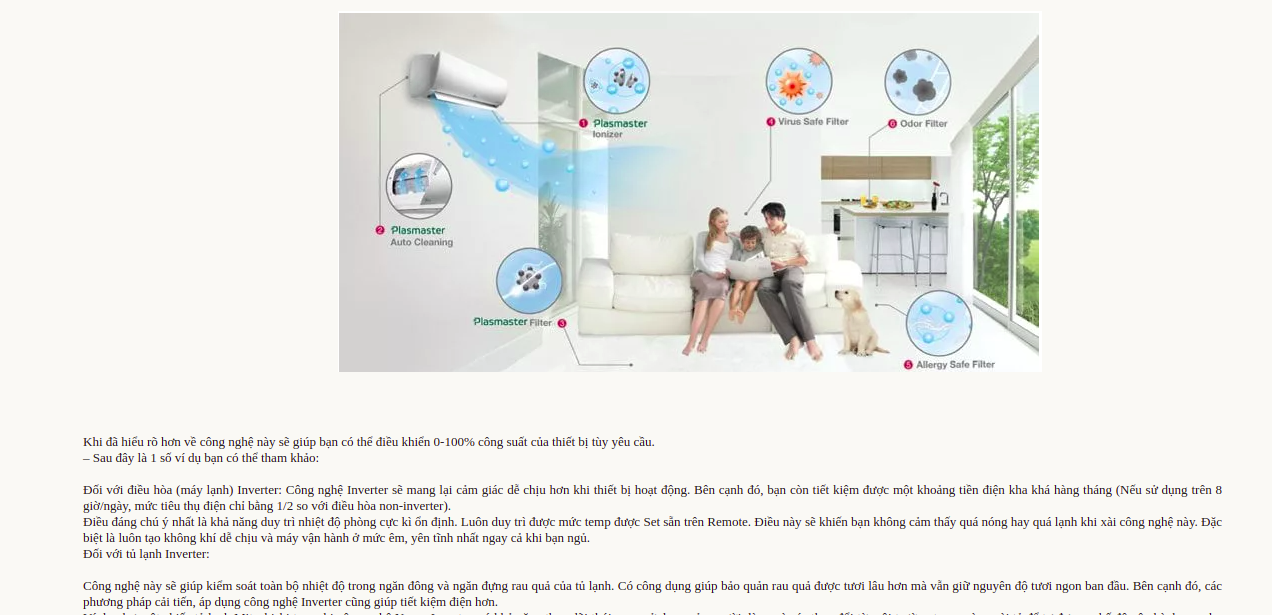 1 Plasmaster
Ionizer
4 Virus Safe Filter
6 Odor Filter
2 Plasmaster
Auto Cleaning
Plasmaster Filter 3
5 Allergy Safe Filter
Khi đã hiểu rõ hơn về công nghệ này sẽ giúp bạn có thể điều khiển 0-100% công suất của thiết bị tùy yêu cầu.
– Sau đây là 1 số ví dụ bạn có thể tham khảo:
Đối với điều hòa (máy lạnh) Inverter: Công nghệ Inverter sẽ mang lại cảm giác dễ chịu hơn khi thiết bị hoạt động. Bên cạnh đó, bạn còn tiết kiệm được một khoảng tiền điện kha khá hàng tháng (Nếu sử dụng trên 8
giờ/ngày, mức tiêu thụ điện chỉ bằng 1/2 so với điều hòa non-inverter).
Điều đáng chú ý nhất là khả năng duy trì nhiệt độ phòng cực kì ổn định. Luôn duy trì được mức temp được Set sẵn trên Remote. Điều này sẽ khiến bạn không cảm thấy quá nóng hay quá lạnh khi xài công nghệ này. Đặc
biệt là luôn tạo không khí dễ chịu và máy vận hành ở mức êm, yên tĩnh nhất ngay cả khi bạn ngủ.
Đối với tủ lạnh Inverter:
Công nghệ này sẽ giúp kiểm soát toàn bộ nhiệt độ trong ngăn đông và ngăn đựng rau quả của tủ lạnh. Có công dụng giúp bảo quản rau quả được tươi lâu hơn mà vẫn giữ nguyên độ tươi ngon ban đầu. Bên cạnh đó, các
phương pháp cải tiến, áp dụng công nghệ Inverter cũng giúp tiết kiệm điện hơn.